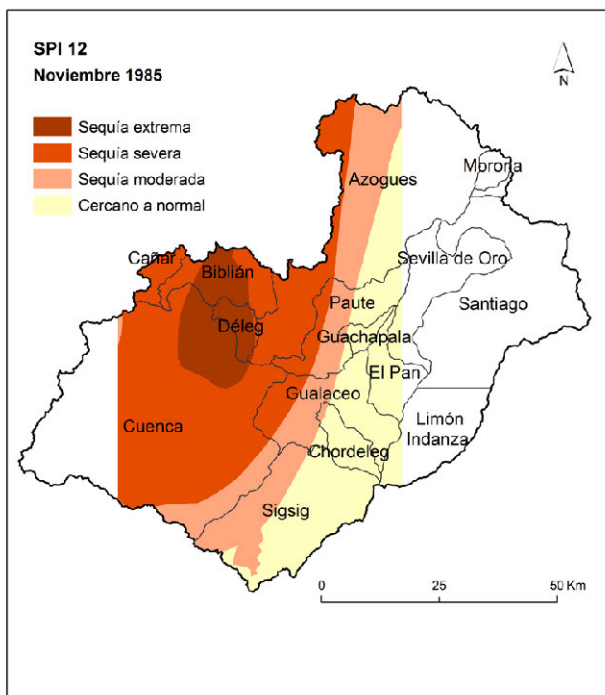 SPI 12
Noviembre 1985
N
Sequía extrema
Sequía severa
Sequía moderada
Cercano a normal
Morona
Azogues
Cañar
Biblián
Sevilla de Oro
Paute
Santiago
Déleg
Guachapala
El Pan
Gualaceo
Cuenca
Limón
Indanza
Chordeleg
Sigsig
0 25 50 Km